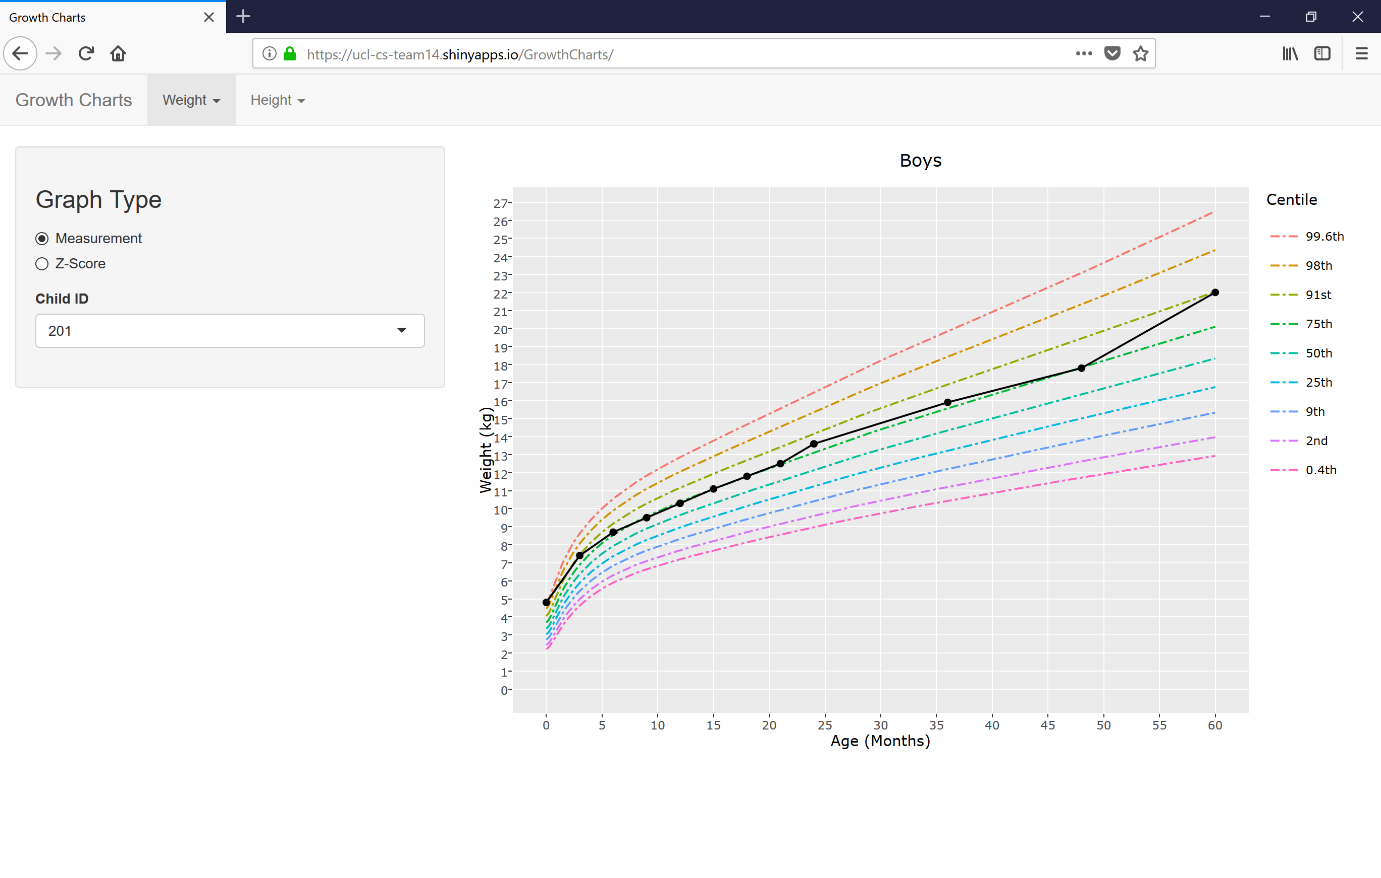 Growth Charts
https://ucl-cs-team14.shinyapps.io/GrowthCharts/
Growth Charts Weight Height
Graph Type
Measurement
Z-Score
Child ID
201
Boys
27
26
25
24
23
22
21
20
19
18
17
16
15
14
13
12
11
10
9
8
7
6
5
4
3
2
1
0
Weight (kg)
0 5 10 15 20 25 30 35 40 45 50 55 60
Age (Months)
Centile
99.6th
98th
91st
75th
50th
25th
9th
2nd
0.4th